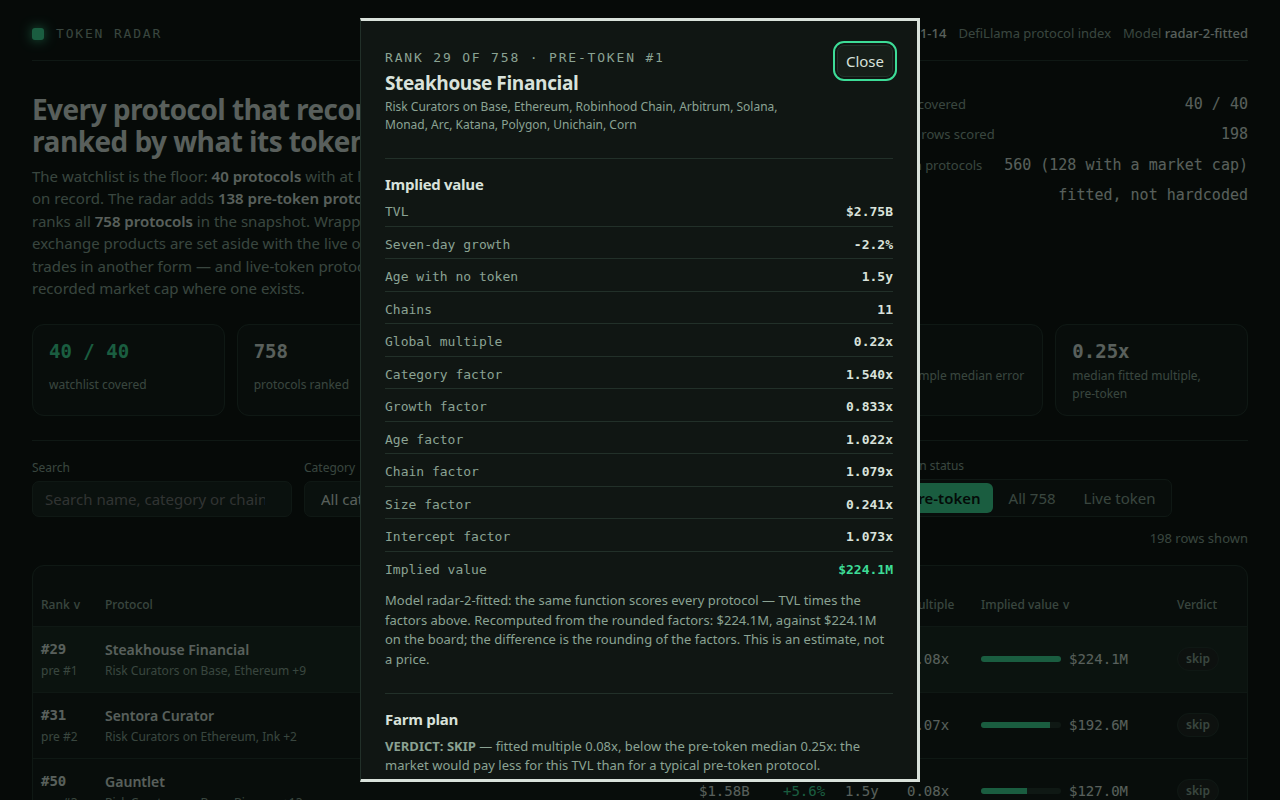 TOKEN RADAR
1-14 DefiLlama protocol index Model radar-2-fitted
Every protocol that recor
ranked by what its token
The watchlist is the floor: 40 protocols with at l
on record. The radar adds 138 pre-token proto
ranks all 758 protocols in the snapshot. Wrapp
exchange products are set aside with the live o
trades in another form — and live-token protoc
recorded market cap where one exists.
covered 40 / 40
rows scored 198
protocols 560 (128 with a market cap)
fitted, not hardcoded
40 / 40
watchlist covered
758
protocols ranked
mple median error
0.25x
median fitted multiple,
pre-token
Search
Search name, category or chain
Category
All cat
n status
re-token All 758 Live token
198 rows shown
Rank v Protocol ultiple Implied value v Verdict
#29 Steakhouse Financial .08x $224.1M skip
pre #1 Risk Curators on Base, Ethereum +9
#31 Sentora Curator .07x $192.6M skip
pre #2 Risk Curators on Ethereum, Ink +2
#50 Gauntlet $1.58B +5.6% 1.5y 0.08x $127.0M skip
RANK 29 OF 758 · PRE-TOKEN #1
Close
Steakhouse Financial
Risk Curators on Base, Ethereum, Robinhood Chain, Arbitrum, Solana,
Monad, Arc, Katana, Polygon, Unichain, Corn
Implied value
TVL $2.75B
Seven-day growth -2.2%
Age with no token 1.5y
Chains 11
Global multiple 0.22x
Category factor 1.540x
Growth factor 0.833x
Age factor 1.022x
Chain factor 1.079x
Size factor 0.241x
Intercept factor 1.073x
Implied value $224.1M
Model radar-2-fitted: the same function scores every protocol — TVL times the
factors above. Recomputed from the rounded factors: $224.1M, against $224.1M
on the board; the difference is the rounding of the factors. This is an estimate, not
a price.
Farm plan
VERDICT: SKIP — fitted multiple 0.08x, below the pre-token median 0.25x: the
market would pay less for this TVL than for a typical pre-token protocol.